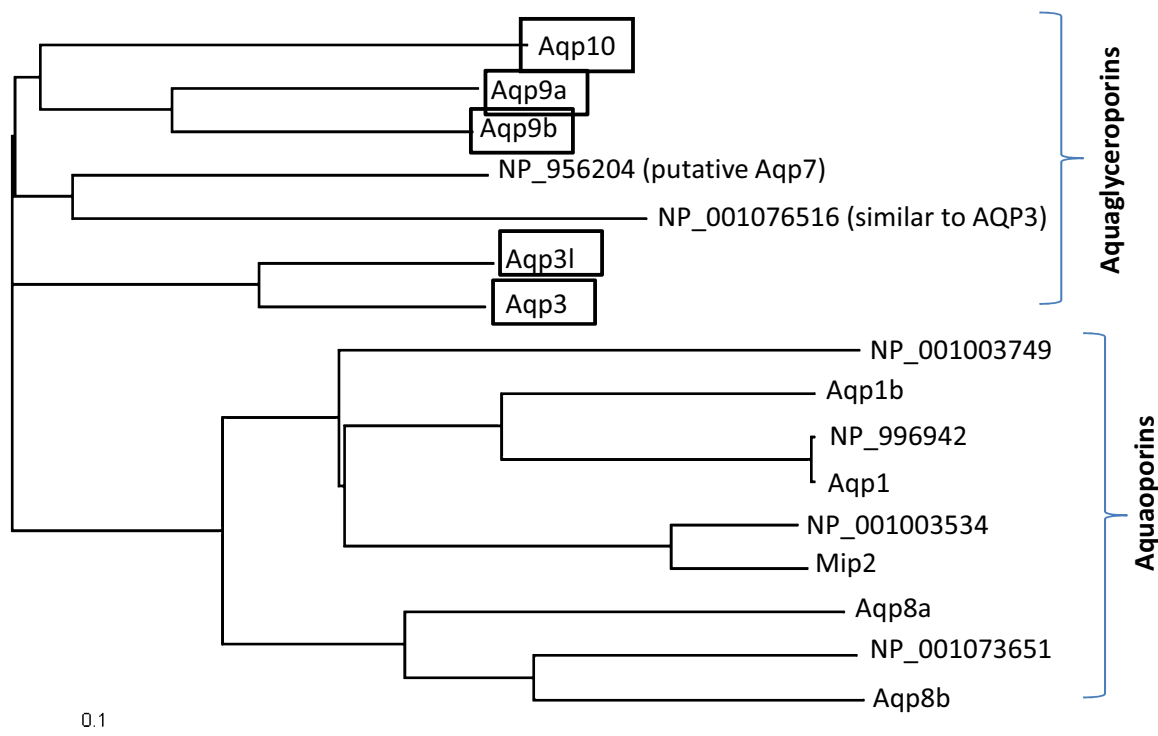 Aqp10
Aqp9a
Aqp9b
NP_956204 (putative Aqp7)
NP_001076516 (similar to AQP3)
Aqp3l
Aqp3
Aquaglyceroporins
NP_001003749
Aqp1b
NP_996942
Aqp1
NP_001003534
Mip2
Aqp8a
NP_001073651
Aqp8b
Aquaoporins
0.1